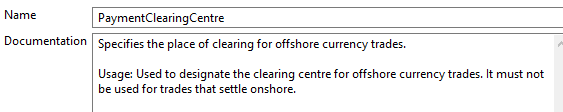 Name PaymentClearingCentre
Documentation Specifies the place of clearing for offshore currency trades.
Usage: Used to designate the clearing centre for offshore currency trades. It must not
be used for trades that settle onshore.